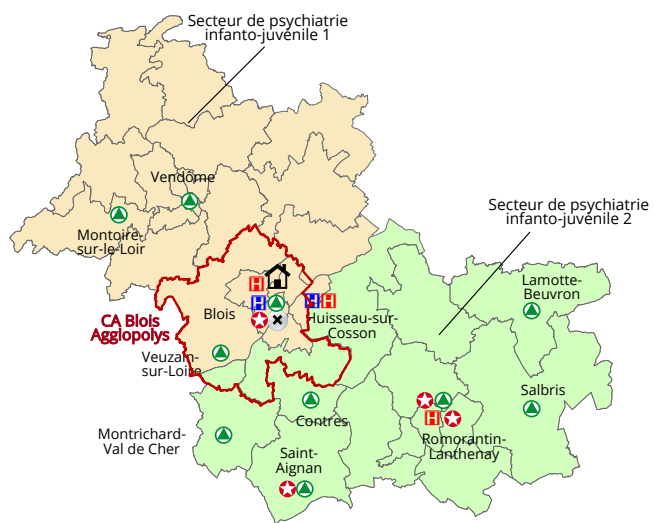 Secteur de psychiatrie
infanto-juvénile 1
Vendôme
Montoire-
sur-le-Loir
Secteur de psychiatrie
infanto-juvénile 2
Lamotte-
Beuvron
H
H
H
H
Blois
Huisseau-sur-
Cosson
CA Blois
Agglopolys
Veuzain-
sur-Loire
Salbris
Contres
H
Montrichard-
Val de Cher
Romorantin-
Lanthenay
Saint-
Aignan